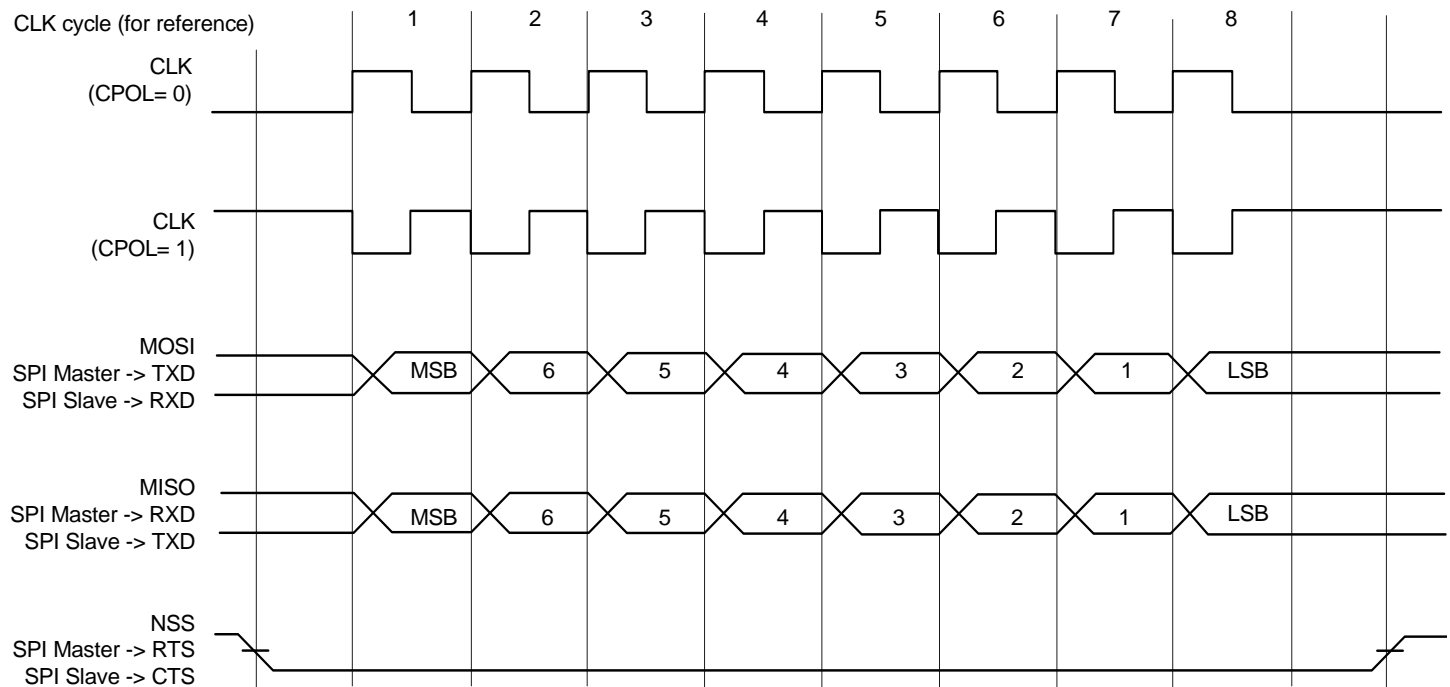 CLK cycle (for reference)
1 2 3 4 5 6 7 8
CLK
(CPOL= 0)
CLK
(CPOL= 1)
MOSI
SPI Master -> TXD
SPI Slave -> RXD
MSB 6 5 4 3 2 1 LSB
MISO
SPI Master -> RXD
SPI Slave -> TXD
MSB 6 5 4 3 2 1 LSB
NSS
SPI Master -> RTS
SPI Slave -> CTS